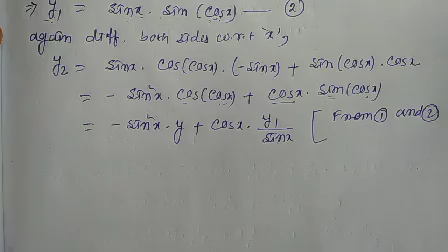 ⇒ y₁ = sinx . sin (cosx) — ②
again diff. both sides w.r.t 'x',
y₂ = sinx . cos(cosx) . (-sinx) + sin(cosx) . cosx
= - sin²x . cos(cosx) + cosx . sin(cosx)
= - sin²x . y + cosx . y₁/sinx [From ① and ②